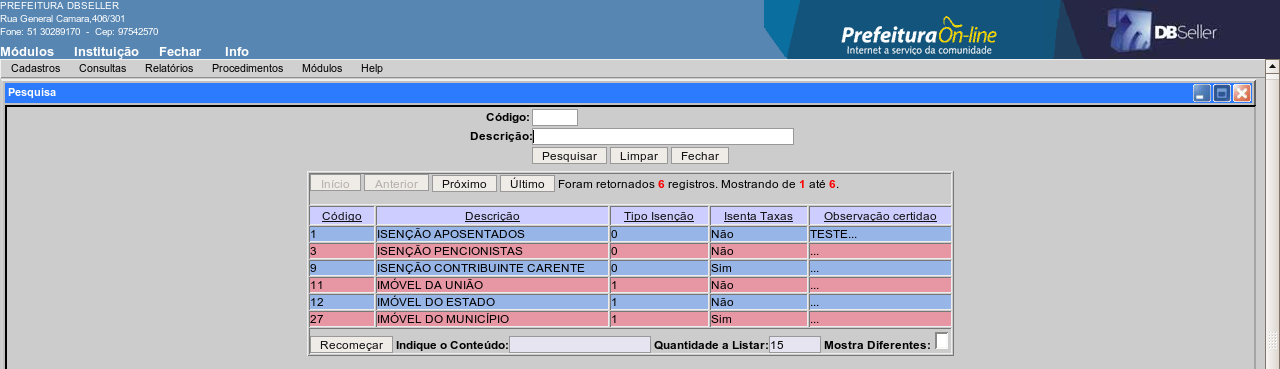 PREFEITURA DBSELLER
Rua General Camara,406/301
Fone: 51 30289170 - Cep: 97542570
Prefeitura On-line
Internet a serviço da comunidade
DBSeller
Módulos Instituição Fechar Info
Cadastros Consultas Relatórios Procedimentos Módulos Help
Pesquisa
Código:
Descrição:
Pesquisar Limpar Fechar
Início Anterior Próximo Último Foram retornados 6 registros. Mostrando de 1 até 6.
Código Descrição Tipo Isenção Isenta Taxas Observação certidao
1 ISENÇÃO APOSENTADOS 0 Não TESTE...
3 ISENÇÃO PENCIONISTAS 0 Não ...
9 ISENÇÃO CONTRIBUINTE CARENTE 0 Sim ...
11 IMÓVEL DA UNIÃO 1 Não ...
12 IMÓVEL DO ESTADO 1 Não ...
27 IMÓVEL DO MUNICÍPIO 1 Sim ...
Recomeçar Indique o Conteúdo: Quantidade a Listar: 15 Mostra Diferentes: